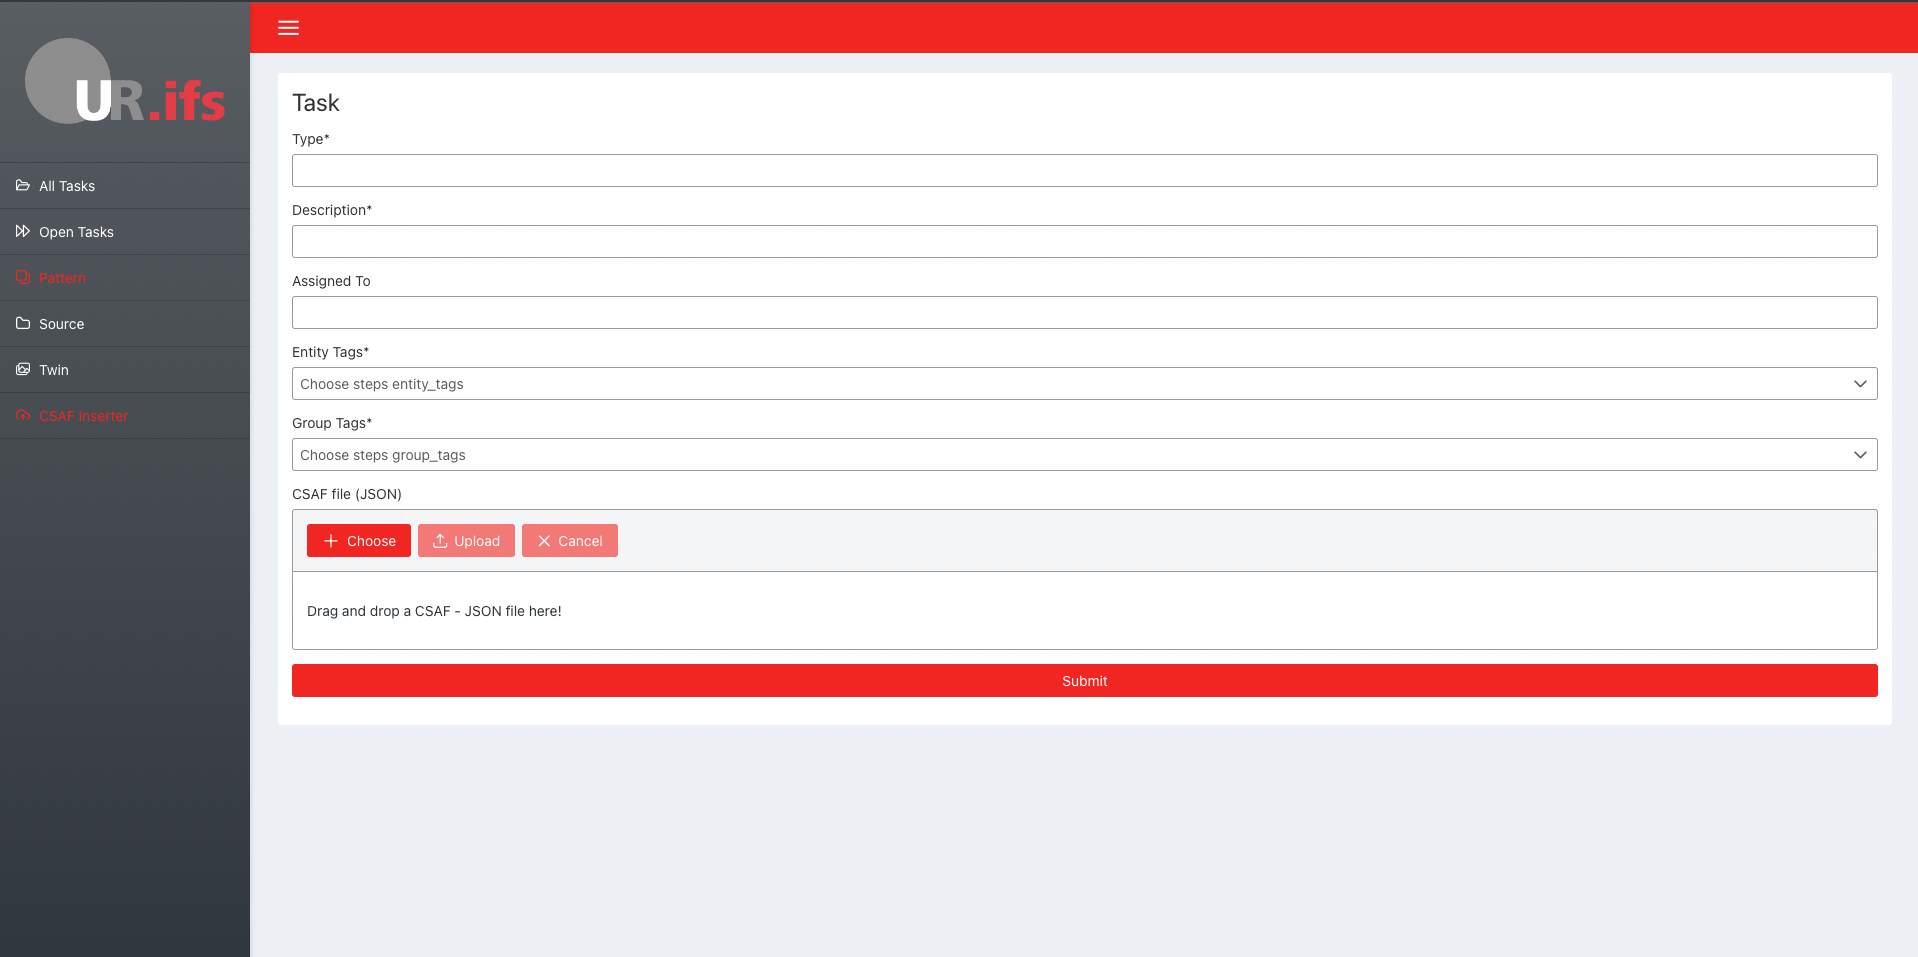 UR.ifs
All Tasks
Open Tasks
Pattern
Source
Twin
CSAF Inserter
Task
Type*
Description*
Assigned To
Entity Tags*
Choose steps entity_tags
Group Tags*
Choose steps group_tags
CSAF file (JSON)
Choose Upload Cancel
Drag and drop a CSAF - JSON file here!
Submit